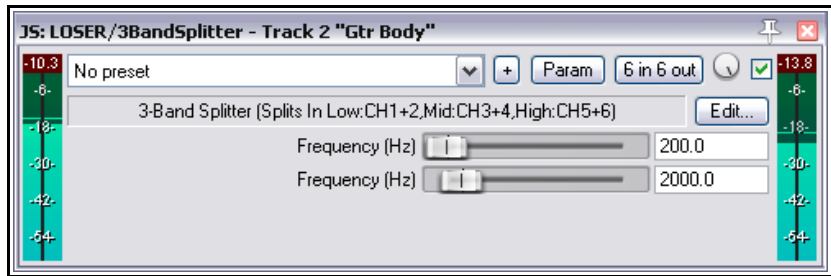 JS: LOSER/3BandSplitter - Track 2 "Gtr Body"
-10.3 No preset + Param 6 in 6 out -13.8
-6- -6-
3-Band Splitter (Splits In Low:CH1+2,Mid:CH3+4,High:CH5+6) Edit...
-18- -18-
Frequency (Hz) 200.0
-30- -30-
Frequency (Hz) 2000.0
-42- -42-
-54- -54-